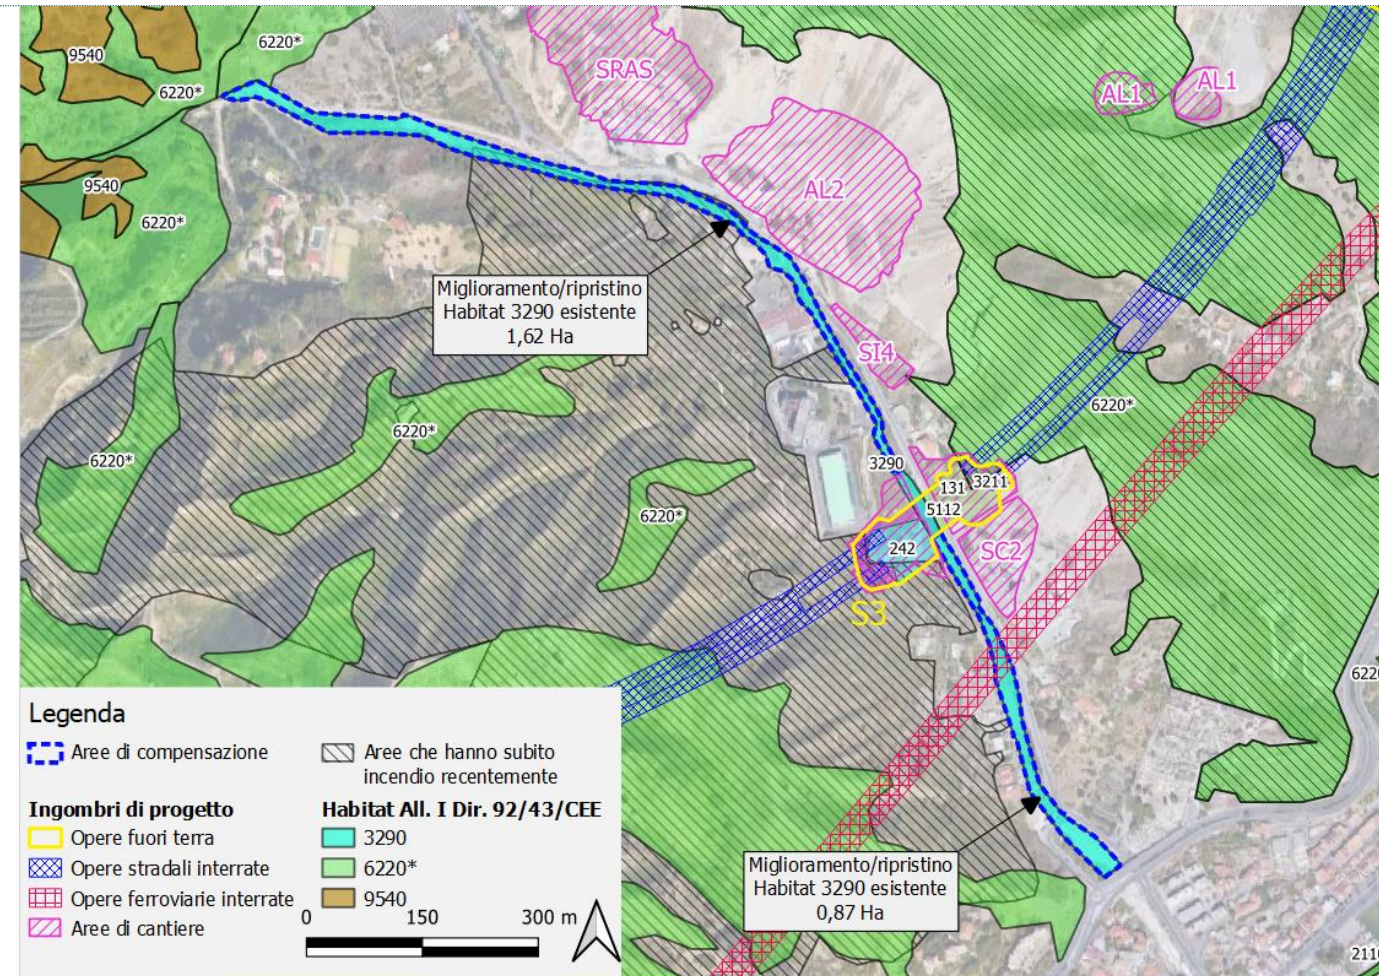 9540
6220*
6220*
9540
6220*
SRAS
AL1
AL1
AL2
Miglioramento/ripristino
Habitat 3290 esistente
1,62 Ha
SI4
6220*
6220*
6220*
3290
131
3211
5112
6220*
242
SC2
S3
622
Legenda
Aree di compensazione
Aree che hanno subito
incendio recentemente
Ingombri di progetto
Opere fuori terra
Opere stradali interrate
Opere ferroviarie interrate
Aree di cantiere
Habitat All. I Dir. 92/43/CEE
3290
6220*
9540
0 150 300 m
Miglioramento/ripristino
Habitat 3290 esistente
0,87 Ha
211